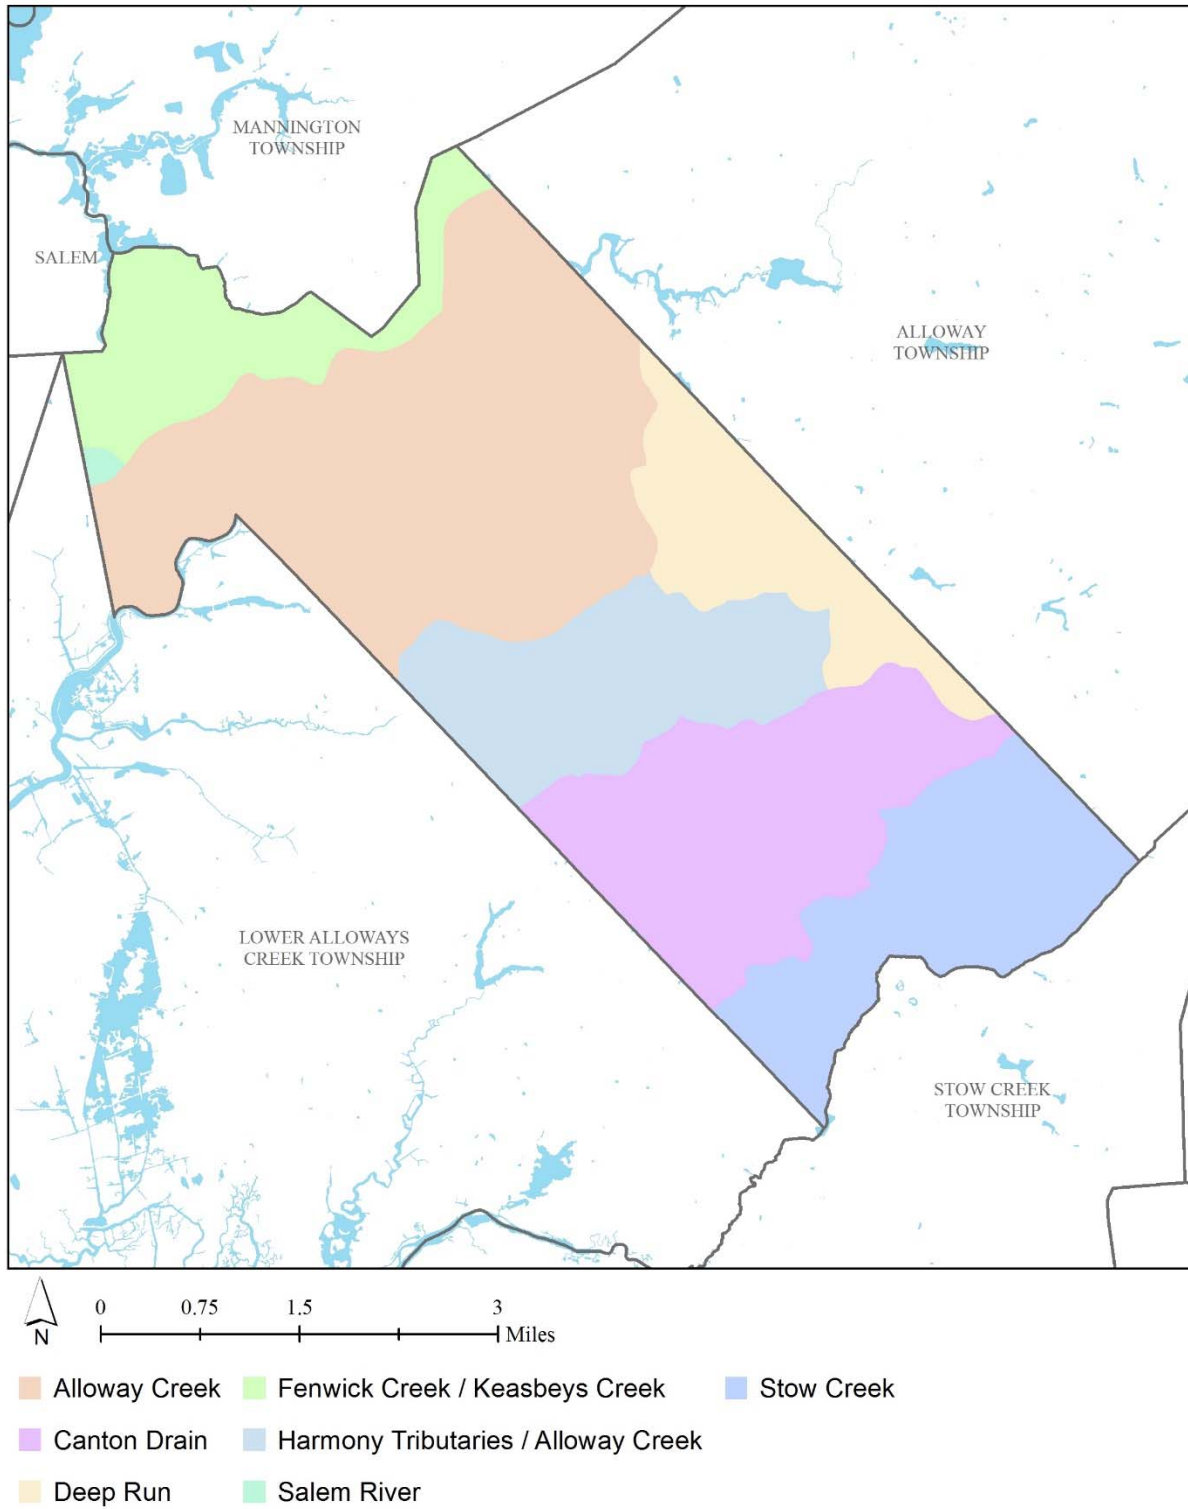 MANNINGTON
TOWNSHIP
SALEM
ALLOWAY
TOWNSHIP
LOWER ALLOWAYS
CREEK TOWNSHIP
STOW CREEK
TOWNSHIP
N
0 0.75 1.5 3
Miles
Alloway Creek
Fenwick Creek / Keasbeys Creek
Stow Creek
Canton Drain
Harmony Tributaries / Alloway Creek
Deep Run
Salem River